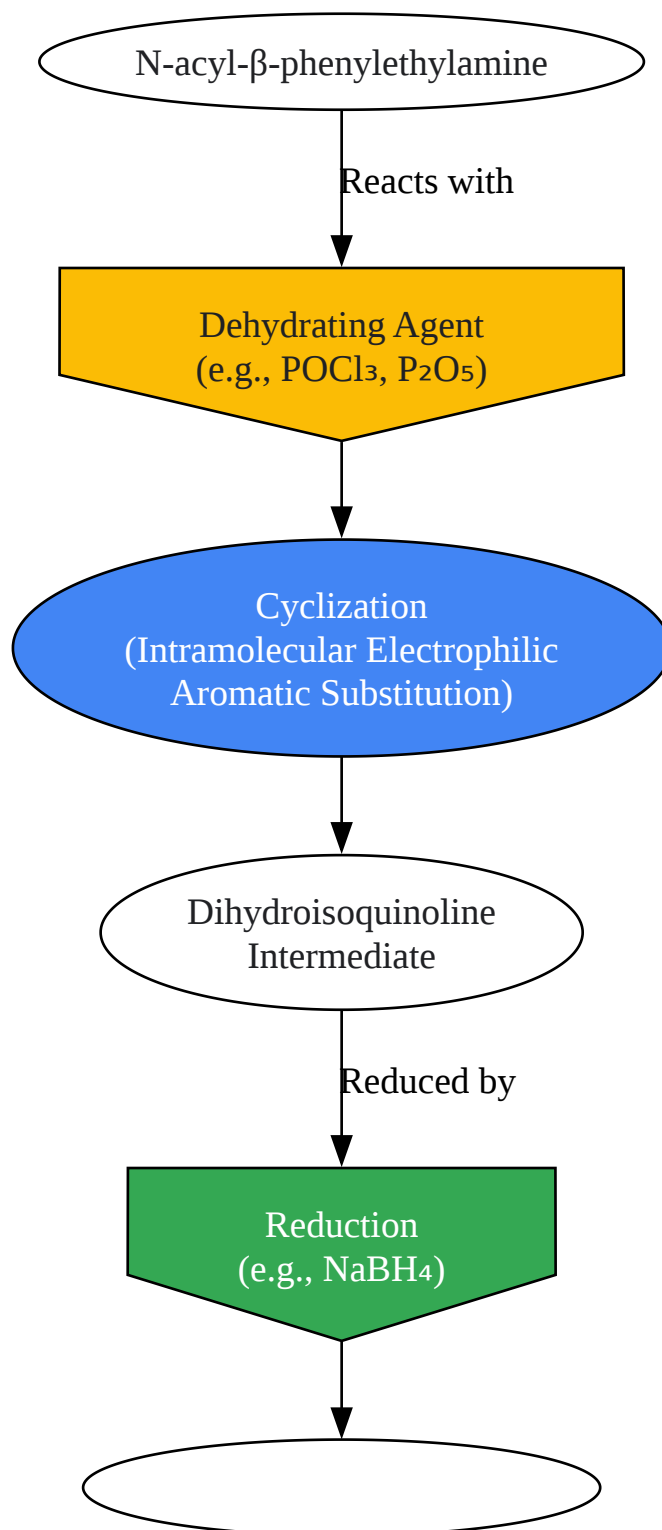 N-acyl-β-phenylethylamine
Reacts with
Dehydrating Agent
(e.g., POCl₃, P₂O₅)
Cyclization
(Intramolecular Electrophilic
Aromatic Substitution)
Dihydroisoquinoline
Intermediate
Reduced by
Reduction
(e.g., NaBH₄)